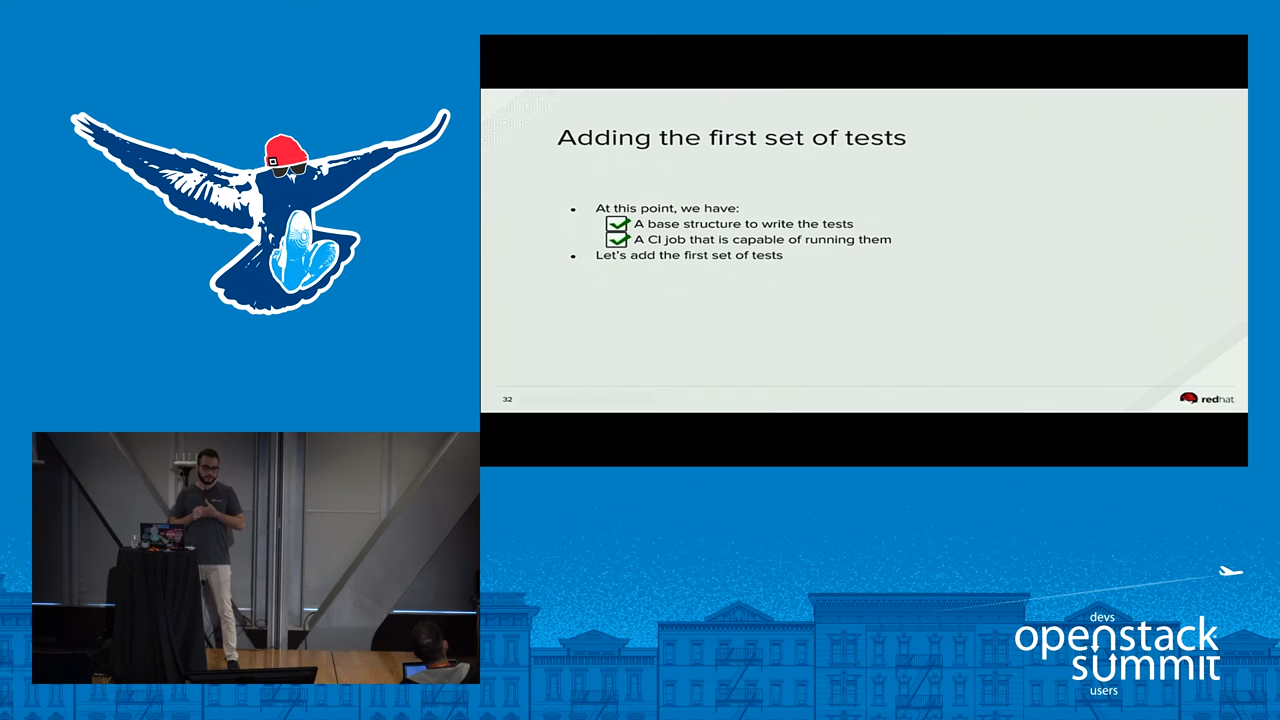 Adding the first set of tests
• At this point, we have:
A base structure to write the tests
A CI job that is capable of running them
• Let's add the first set of tests
32
redhat
devs
openstack
summit
users